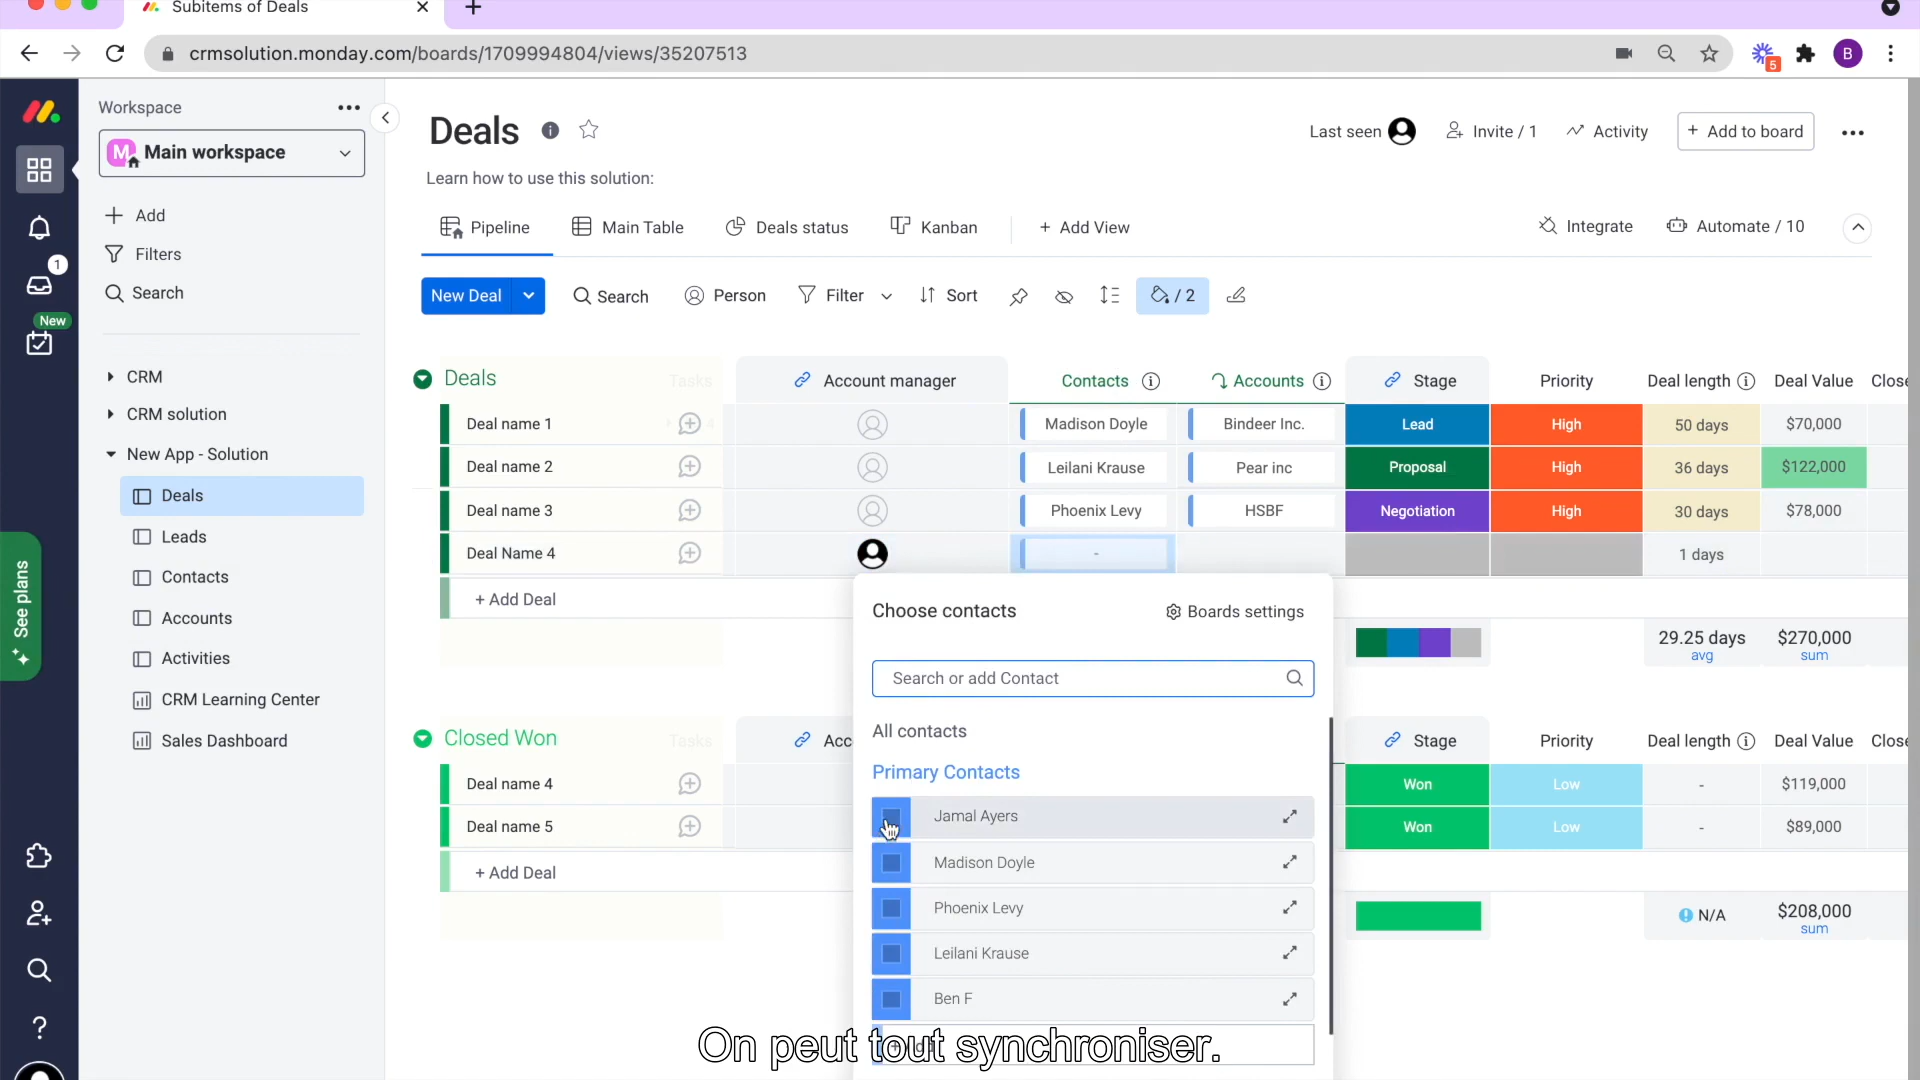 Subitems of Deals
crmsolution.monday.com/boards/1709994804/views/35207513
5
B
Workspace
M Main workspace
Add
Filters
Search
1
New
CRM
CRM solution
New App - Solution
Deals
Leads
Contacts
Accounts
Activities
CRM Learning Center
Sales Dashboard
See plans
Deals
Last seen
Invite / 1
Activity
+ Add to board
Learn how to use this solution:
Pipeline
Main Table
Deals status
Kanban
+ Add View
Integrate
Automate / 10
New Deal
Search
Person
Filter
Sort
/ 2
Deals
Tasks
Account manager
Contacts
Accounts
Stage
Priority
Deal length
Deal Value
Close
Deal name 1
Madison Doyle
Bindeer Inc.
Lead
High
50 days
$70,000
Deal name 2
Leilani Krause
Pear inc
Proposal
High
36 days
$122,000
Deal name 3
Phoenix Levy
HSBF
Negotiation
High
30 days
$78,000
Deal Name 4
-
1 days
+ Add Deal
29.25 days
avg
$270,000
sum
Choose contacts
Boards settings
Search or add Contact
All contacts
Primary Contacts
Jamal Ayers
Madison Doyle
Phoenix Levy
Leilani Krause
Ben F
Closed Won
Tasks
Acc
Stage
Priority
Deal length
Deal Value
Close
Deal name 4
Won
Low
-
$119,000
Deal name 5
Won
Low
-
$89,000
+ Add Deal
N/A
$208,000
sum
On peut tout synchroniser.